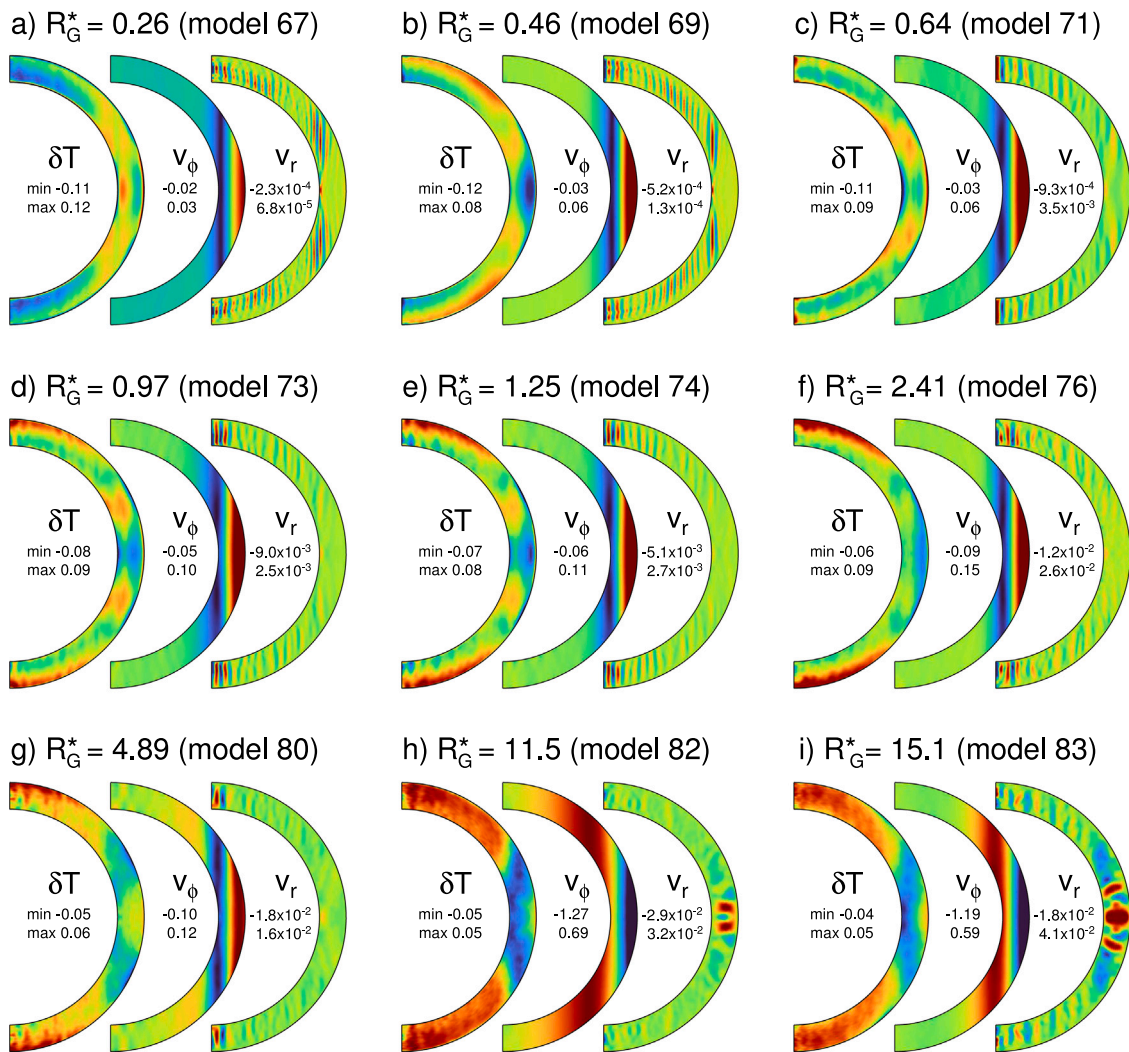 a) R*G = 0.26 (model 67)
b) R*G = 0.46 (model 69)
c) R*G = 0.64 (model 71)
δT vϕ vr
min -0.11 -0.02 -2.3x10-4
max 0.12 0.03 6.8x10-5
δT vϕ vr
min -0.12 -0.03 -5.2x10-4
max 0.08 0.06 1.3x10-4
δT vϕ vr
min -0.11 -0.03 -9.3x10-4
max 0.09 0.06 3.5x10-3
d) R*G = 0.97 (model 73)
e) R*G = 1.25 (model 74)
f) R*G = 2.41 (model 76)
δT vϕ vr
min -0.08 -0.05 -9.0x10-3
max 0.09 0.10 2.5x10-3
δT vϕ vr
min -0.07 -0.06 -5.1x10-3
max 0.08 0.11 2.7x10-3
δT vϕ vr
min -0.06 -0.09 -1.2x10-2
max 0.09 0.15 2.6x10-2
g) R*G = 4.89 (model 80)
h) R*G = 11.5 (model 82)
i) R*G = 15.1 (model 83)
δT vϕ vr
min -0.05 -0.10 -1.8x10-2
max 0.06 0.12 1.6x10-2
δT vϕ vr
min -0.05 -1.27 -2.9x10-2
max 0.05 0.69 3.2x10-2
δT vϕ vr
min -0.04 -1.19 -1.8x10-2
max 0.05 0.59 4.1x10-2